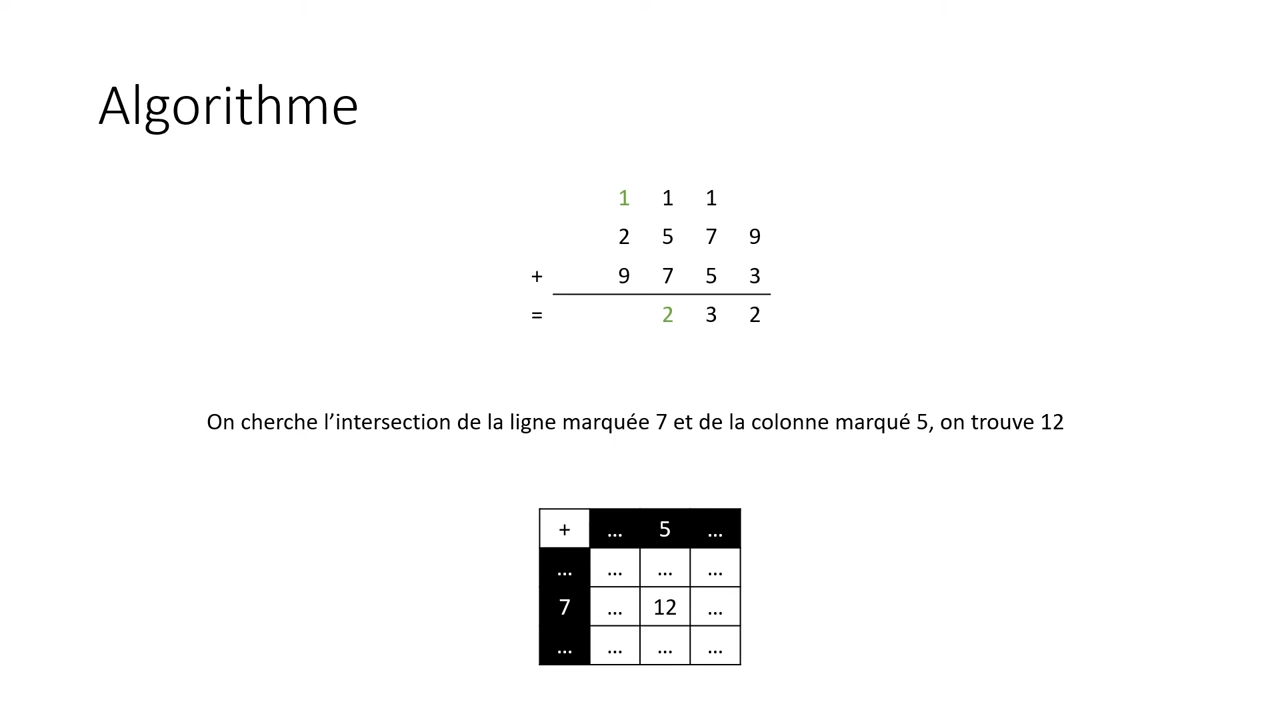 Algorithme
1 1 1
2 5 7 9
+ 9 7 5 3
= 2 3 2
On cherche l’intersection de la ligne marquée 7 et de la colonne marqué 5, on trouve 12
+ ... 5 ...
... ... ... ...
7 ... 12 ...
... ... ... ...